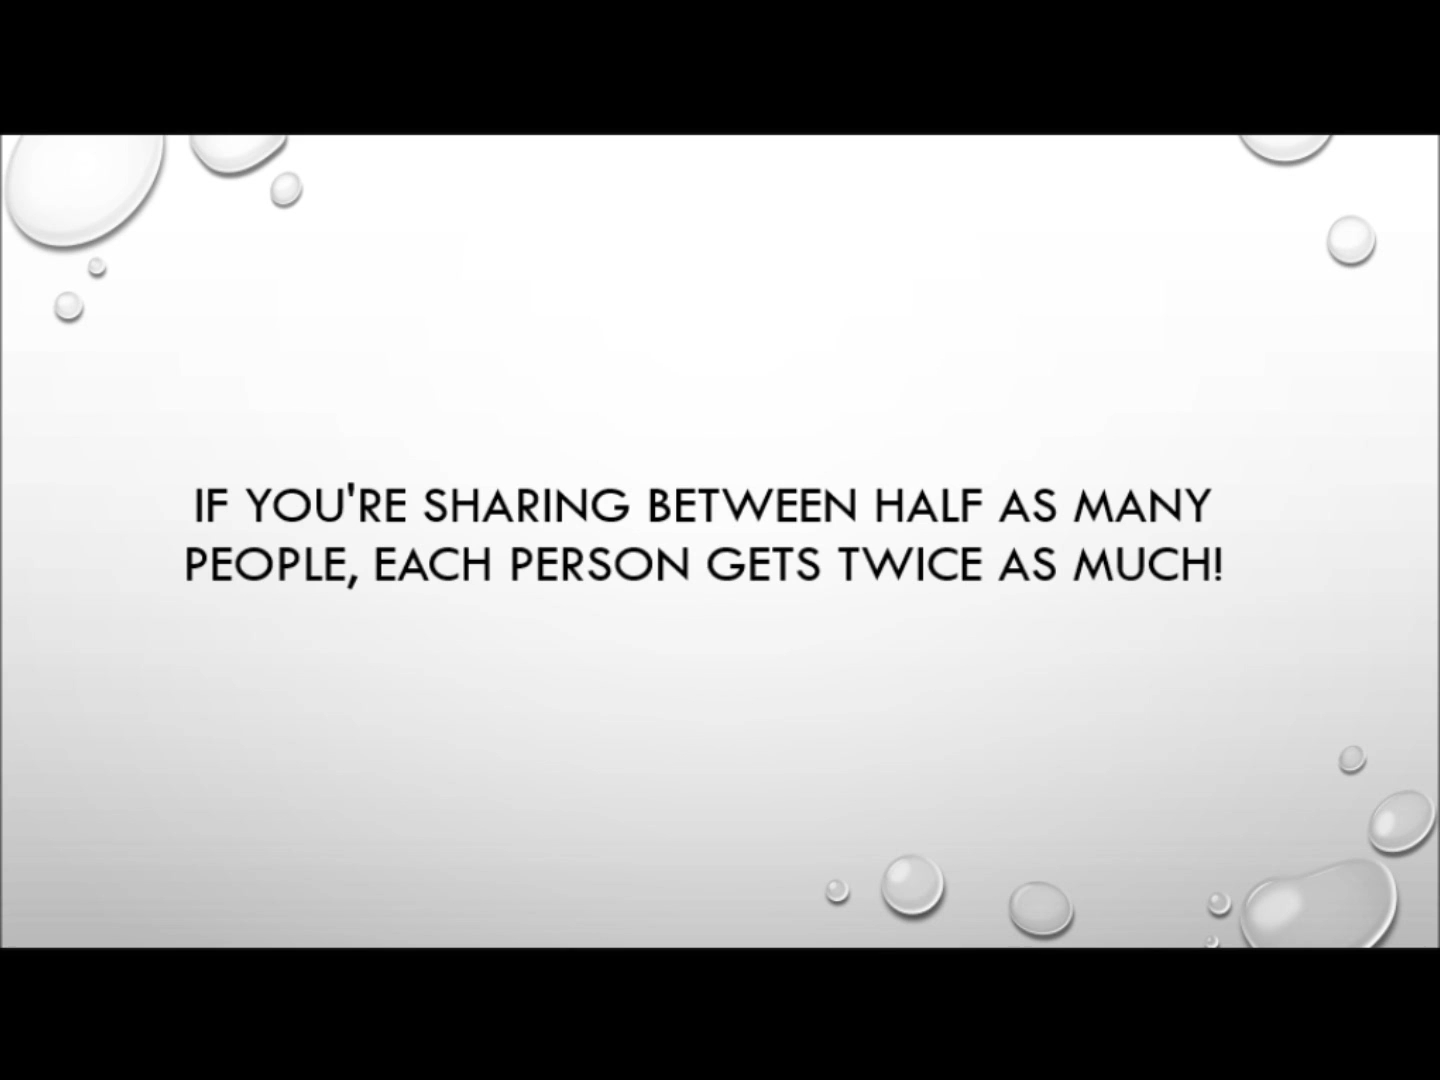 IF YOU'RE SHARING BETWEEN HALF AS MANY
PEOPLE, EACH PERSON GETS TWICE AS MUCH!